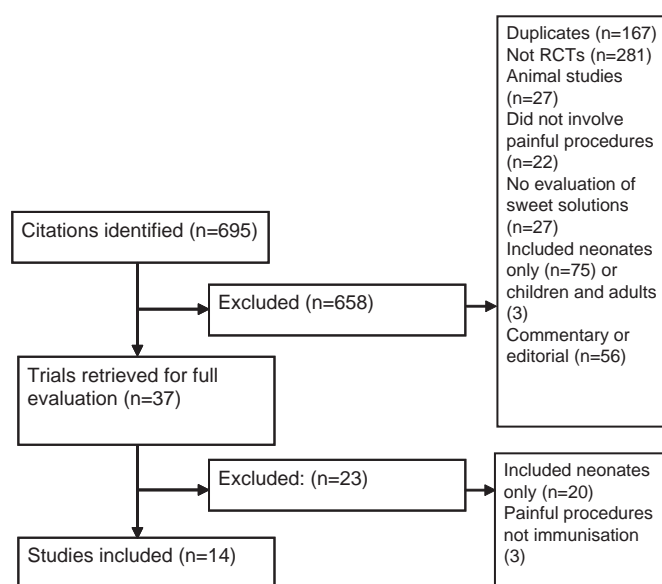 Citations identified (n=695)
Excluded (n=658)
Duplicates (n=167)
Not RCTs (n=281)
Animal studies
(n=27)
Did not involve
painful procedures
(n=22)
No evaluation of
sweet solutions
(n=27)
Included neonates
only (n=75) or
children and adults
(3)
Commentary or
editorial (n=56)
Trials retrieved for full
evaluation (n=37)
Excluded: (n=23)
Included neonates
only (n=20)
Painful procedures
not immunisation
(3)
Studies included (n=14)